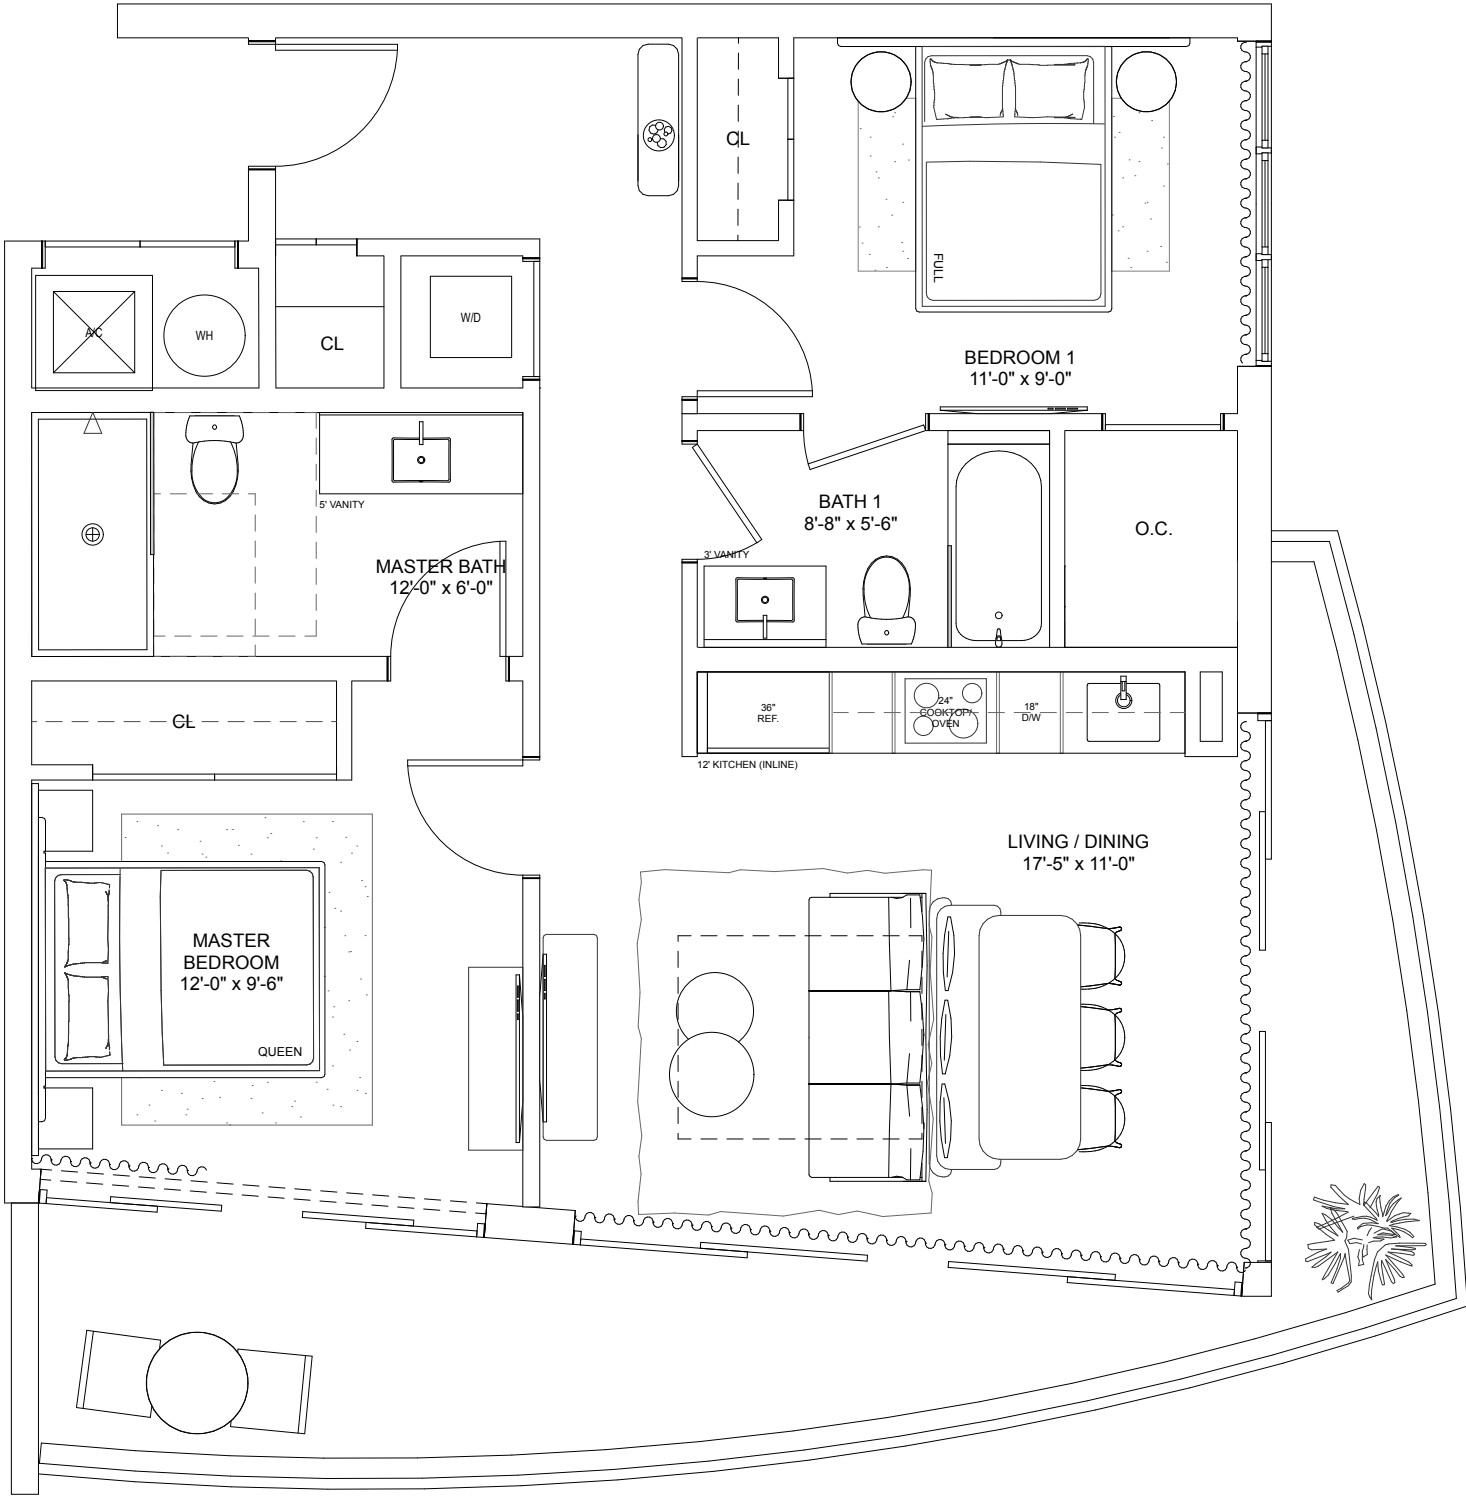 CL
FULL
BEDROOM 1
11'-0" x 9'-0"
A/C
WH
CL
W/D
5' VANITY
MASTER BATH
12'-0" x 6'-0"
BATH 1
8'-8" x 5'-6"
3' VANITY
O.C.
CL
36"
REF.
24"
COOKTOP/
OVEN
18"
D/W
12' KITCHEN (INLINE)
LIVING / DINING
17'-5" x 11'-0"
MASTER
BEDROOM
12'-0" x 9'-6"
QUEEN